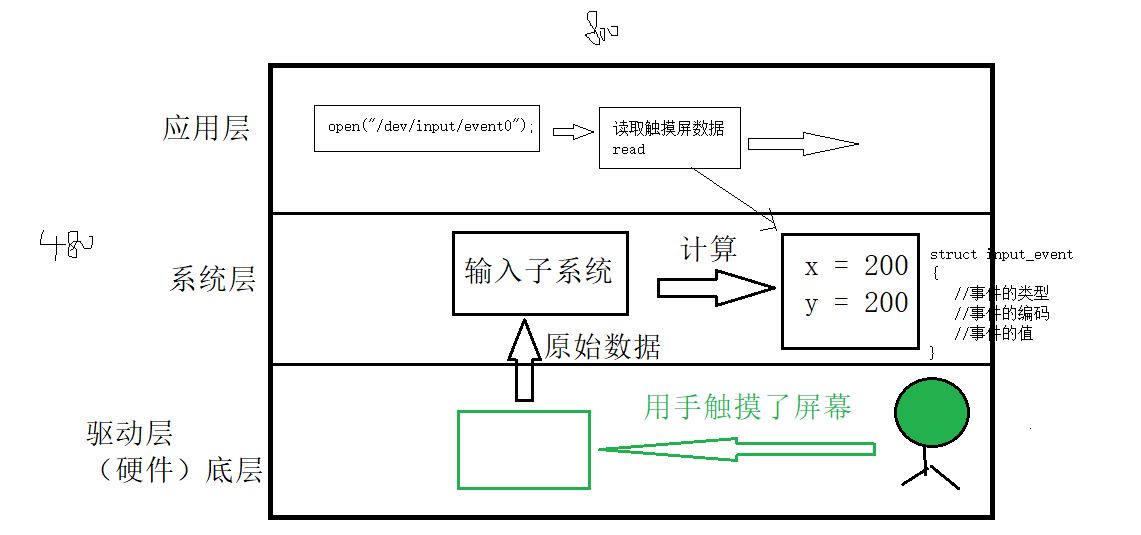 800
应用层
open("/dev/input/event0");
读取触摸屏数据
read
480
系统层
输入子系统
计算
x = 200
y = 200
struct input_event
{
//事件的类型
//事件的编码
//事件的值
}
原始数据
用手触摸了屏幕
驱动层
（硬件）底层